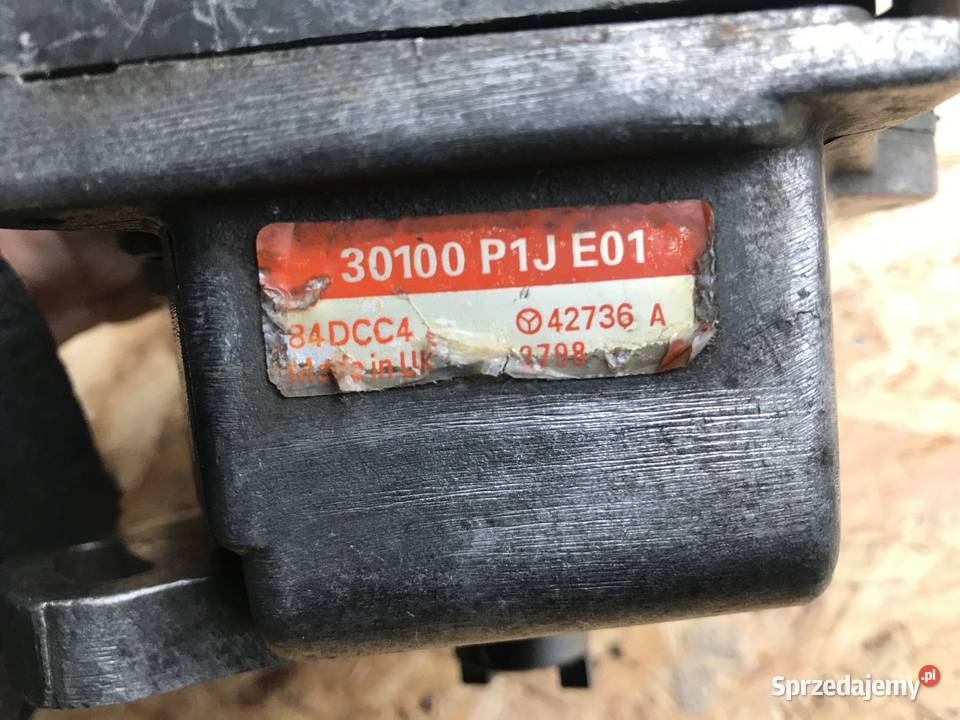 30100 P1J E01
84DCC4 42736 A
Made in UK 3798
Sprzedajemy.pl